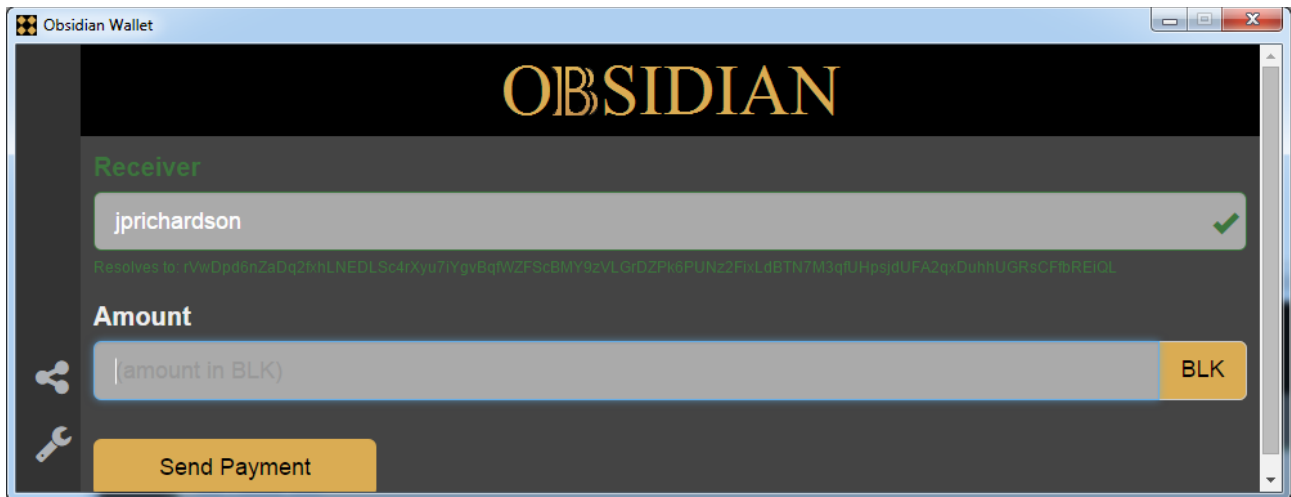 Obsidian Wallet
OBSIDIAN
Receiver
jprichardson
Resolves to: rVwDpd6nZaDq2fxhLNEDLSc4rXyu7iYgvBqfWZFScBMY9zVLGrDZPk6PUNz2FixLdBTN7M3qfUHpsjdUFA2qxDuhhUGRsCFfbREiQL
Amount
(amount in BLK)
BLK
Send Payment